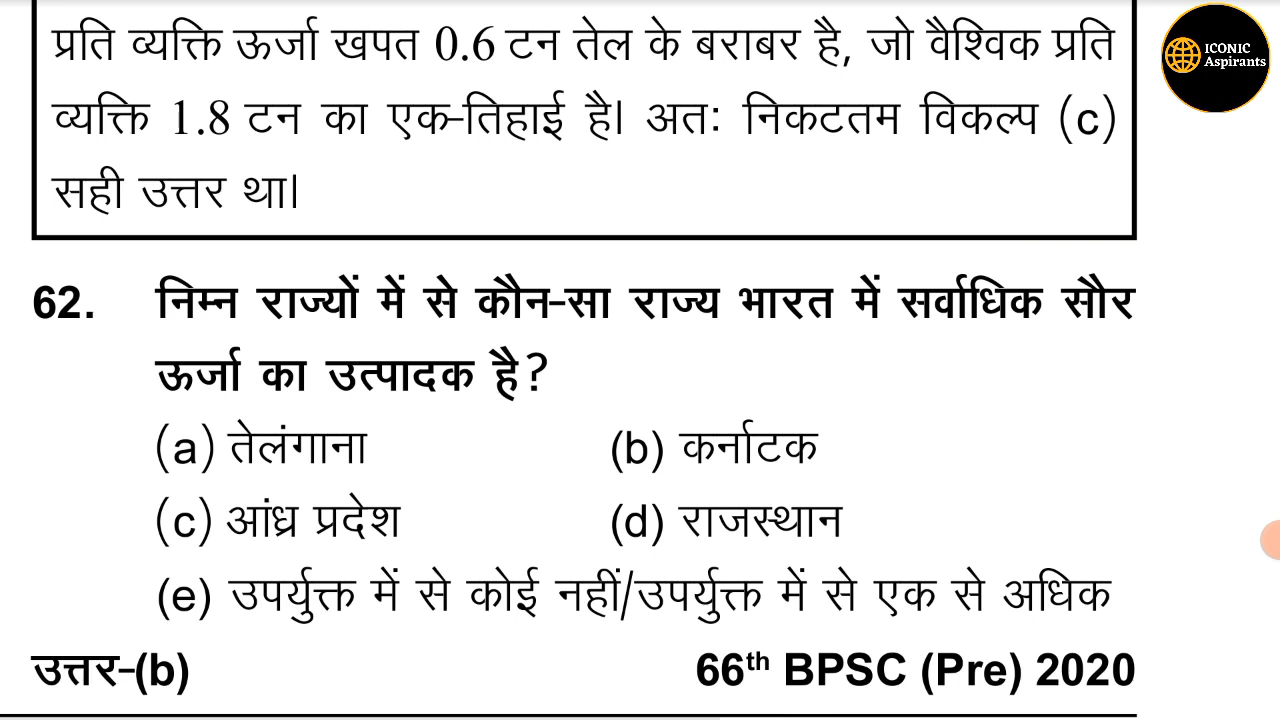 प्रति व्यक्ति ऊर्जा खपत 0.6 टन तेल के बराबर है, जो वैश्विक प्रति
व्यक्ति 1.8 टन का एक-तिहाई है। अतः निकटतम विकल्प (c)
सही उत्तर था।
ICONIC
Aspirants
62. निम्न राज्यों में से कौन-सा राज्य भारत में सर्वाधिक सौर
ऊर्जा का उत्पादक है?
(a) तेलंगाना (b) कर्नाटक
(c) आंध्र प्रदेश (d) राजस्थान
(e) उपर्युक्त में से कोई नहीं/उपर्युक्त में से एक से अधिक
उत्तर-(b) 66th BPSC (Pre) 2020